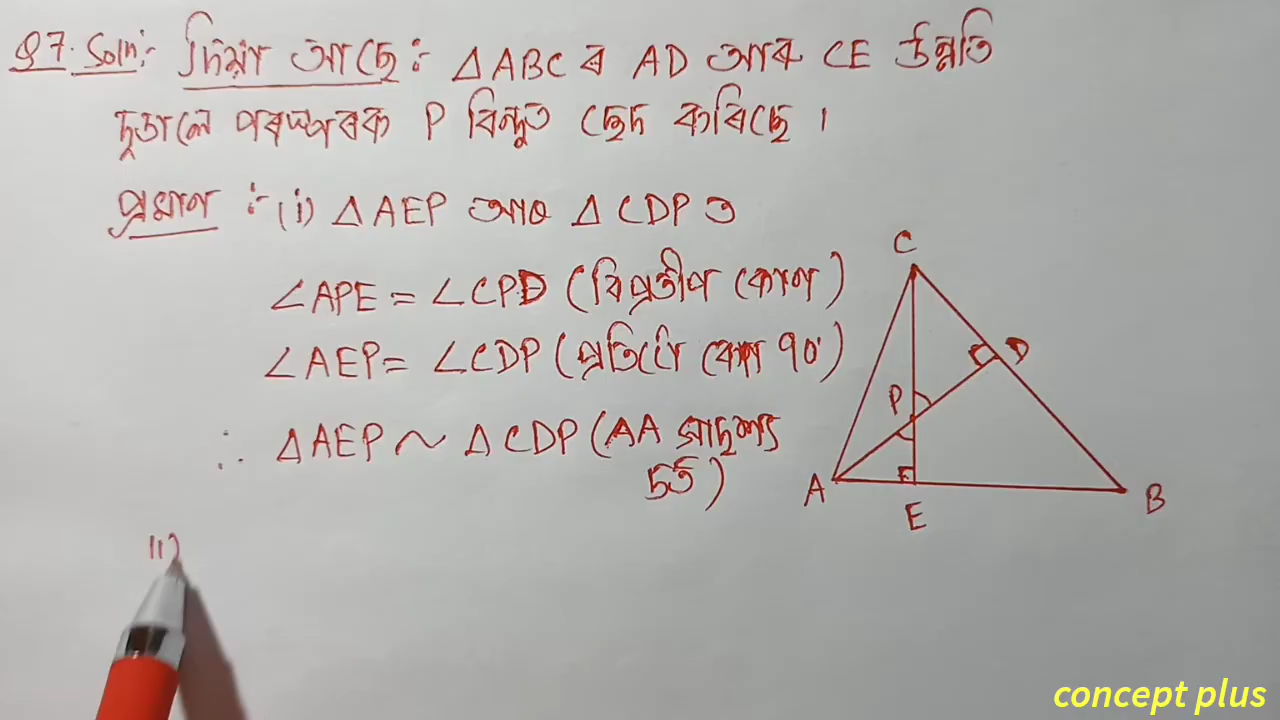 Q7. Soln:- দিয়া আছে :- △ABC ৰ AD আৰু CE উন্নতি
দুডালে পৰস্পৰক P বিন্দুত ছেদ কৰিছে ।
প্ৰমাণ :- (i) △AEP আৰু △CDP ত
∠APE = ∠CPD (বিপ্ৰতীপ কোণ)
∠AEP = ∠CDP (প্ৰতিটো কোণ 90°)
∴ △AEP ~ △CDP (AA সাদৃশ্য
চৰ্ত)
ii)
C
D
P
A
E
B
concept plus